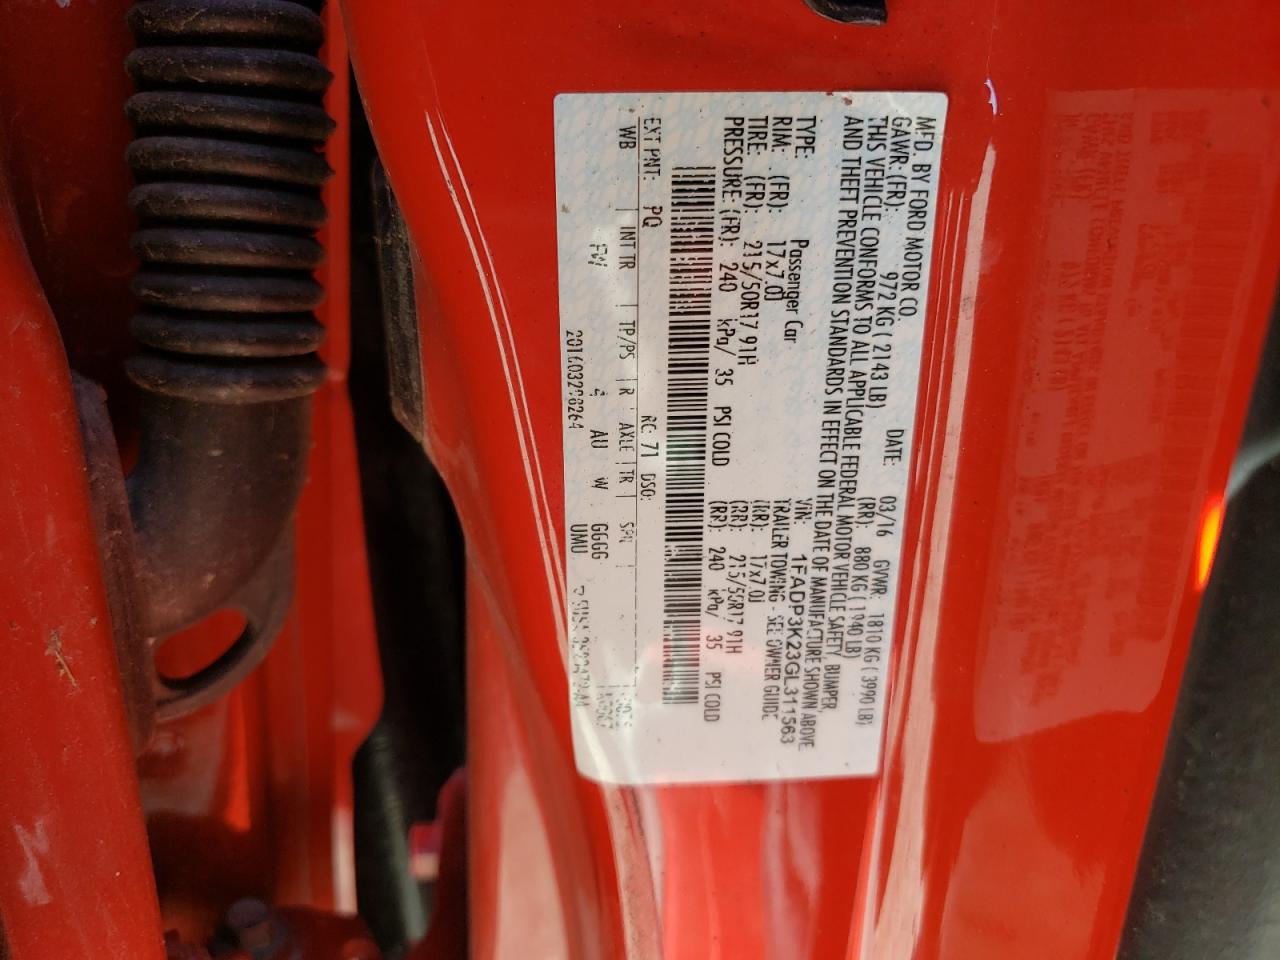 MFD. BY FORD MOTOR CO.
DATE: 03/16 GVWR: 1810 KG ( 3990 LB)
GAWR: (FR): 972 KG ( 2143 LB) (RR): 880 KG ( 1940 LB)
THIS VEHICLE CONFORMS TO ALL APPLICABLE FEDERAL MOTOR VEHICLE SAFETY, BUMPER,
AND THEFT PREVENTION STANDARDS IN EFFECT ON THE DATE OF MANUFACTURE SHOWN ABOVE
VIN: 1FADP3K23GL311563
TYPE: Passenger Car TRAILER TOWING - SEE OWNER GUIDE
RIM: (FR): 17x7.0J (RR): 17x7.0J
TIRE: (FR): 215/50R17 91H (RR): 215/50R17 91H
PRESSURE: (FR): 240 kPa/ 35 PSI COLD (RR): 240 kPa/ 35 PSI COLD
EXT PNT: PQ RC: 71 DSO:
WB INT TR TP/PS R AXLE TR
AU W GGGG
UMU